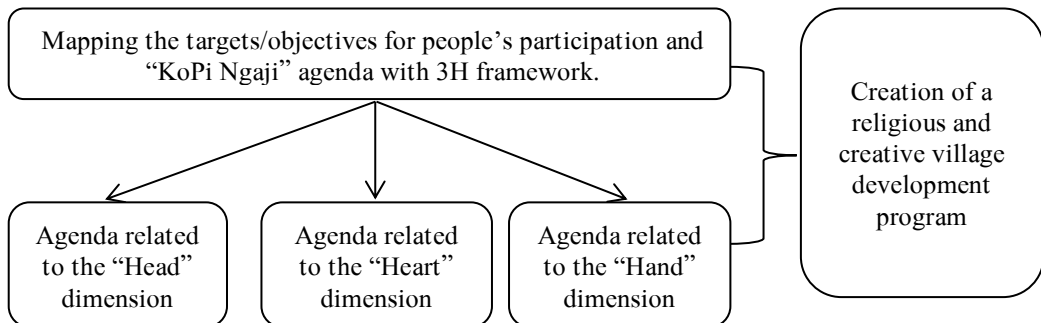 Mapping the targets/objectives for people’s participation and
“KoPi Ngaji” agenda with 3H framework.
Agenda related
to the “Head”
dimension
Agenda related
to the “Heart”
dimension
Agenda related
to the “Hand”
dimension
Creation of a
religious and
creative village
development
program